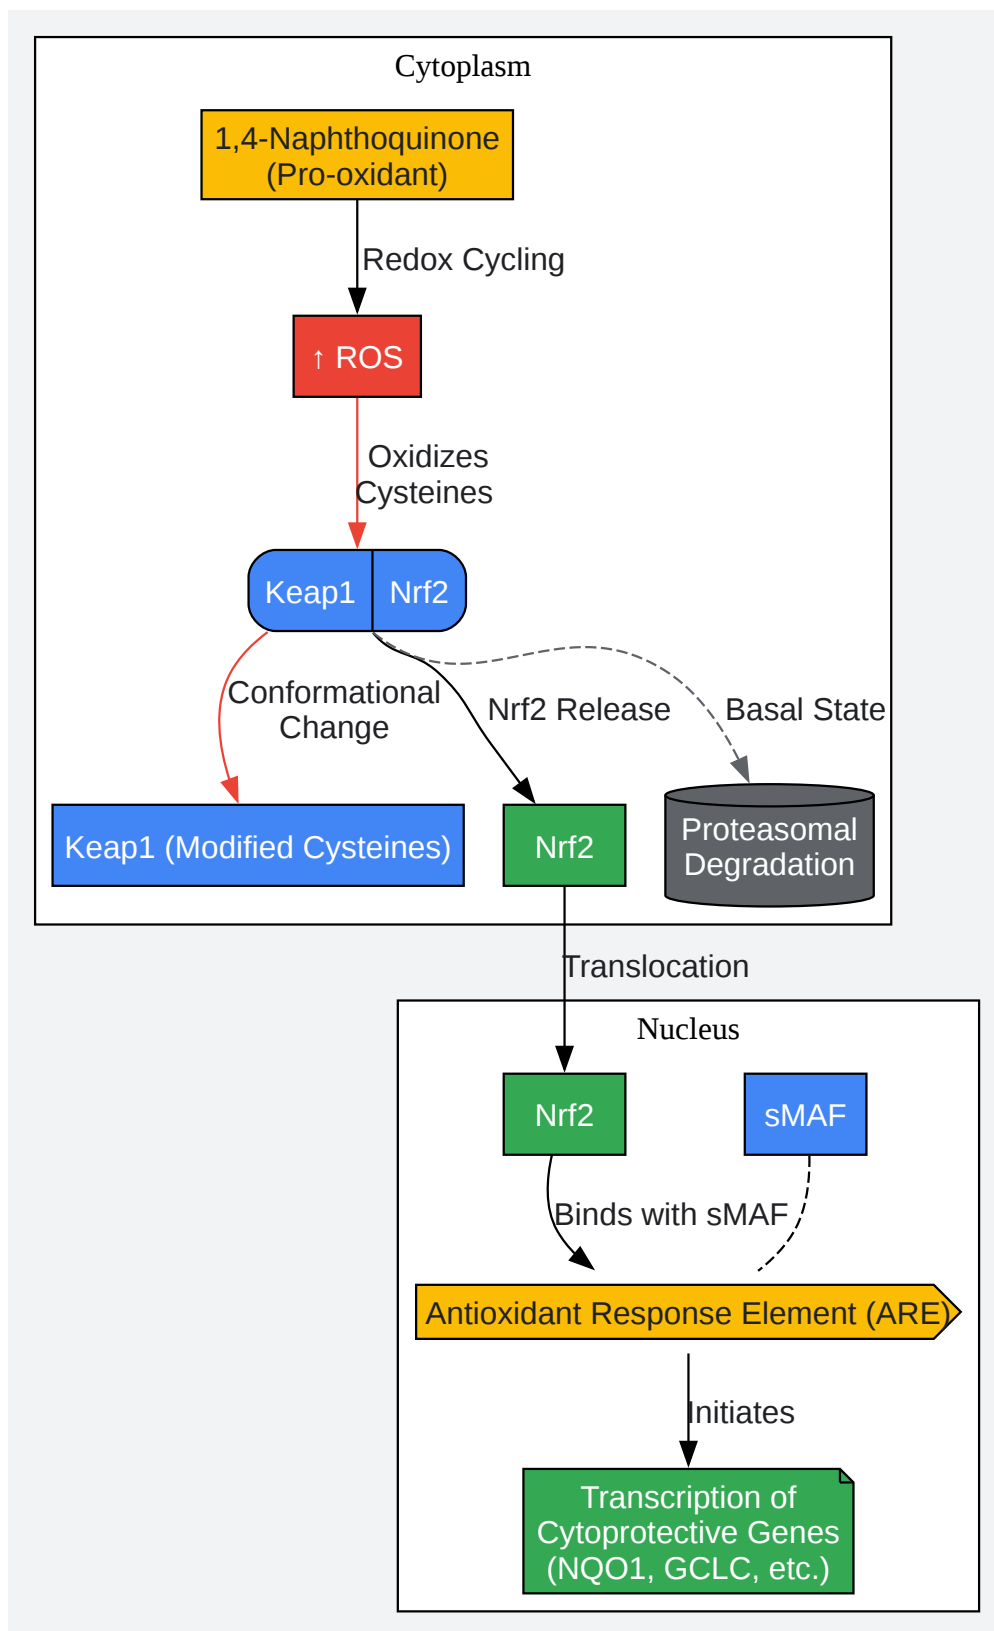 Cytoplasm
1,4-Naphthoquinone
(Pro-oxidant)
Redox Cycling
↑ ROS
Oxidizes
Cysteines
Keap1
Nrf2
Conformational
Change
Nrf2 Release
Basal State
Keap1 (Modified Cysteines)
Nrf2
Proteasomal
Degradation
Translocation
Nucleus
Nrf2
sMAF
Binds with sMAF
Antioxidant Response Element (ARE)
Initiates
Transcription of
Cytoprotective Genes
(NQO1, GCLC, etc.)